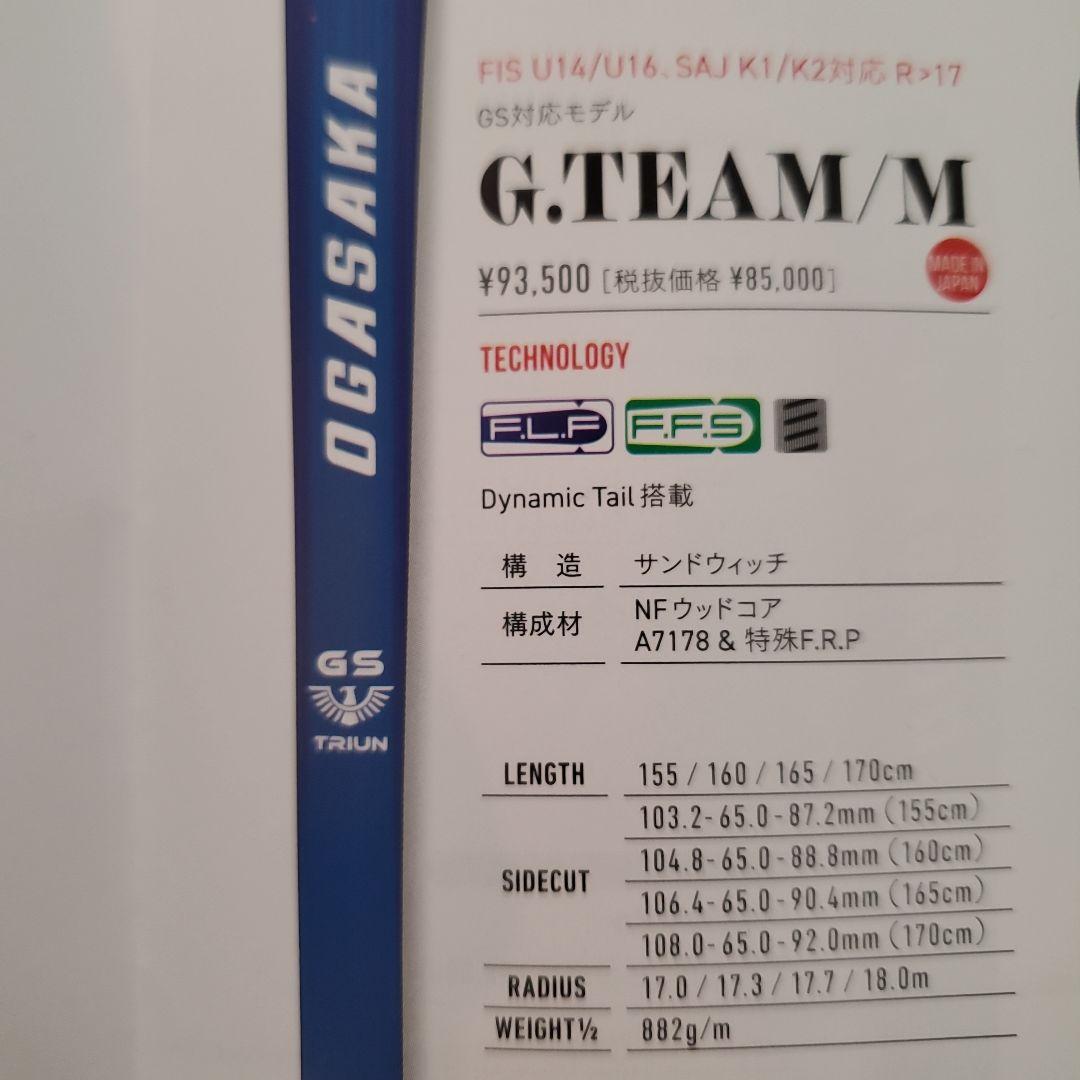 OGASAKA
GS
TRIUN
FIS U14/U16、SAJ K1/K2対応 R>17
GS対応モデル
G.TEAM/M
¥93,500 [税抜価格 ¥85,000]
MADE IN
JAPAN
TECHNOLOGY
F.L.F F.F.S
Dynamic Tail 搭載
構 造 サンドウィッチ
構成材 NFウッドコア
A7178 & 特殊F.R.P
LENGTH 155 / 160 / 165 / 170cm
SIDECUT 103.2-65.0-87.2mm（155cm）
104.8-65.0-88.8mm（160cm）
106.4-65.0-90.4mm（165cm）
108.0-65.0-92.0mm（170cm）
RADIUS 17.0 / 17.3 / 17.7 / 18.0m
WEIGHT½ 882g/m